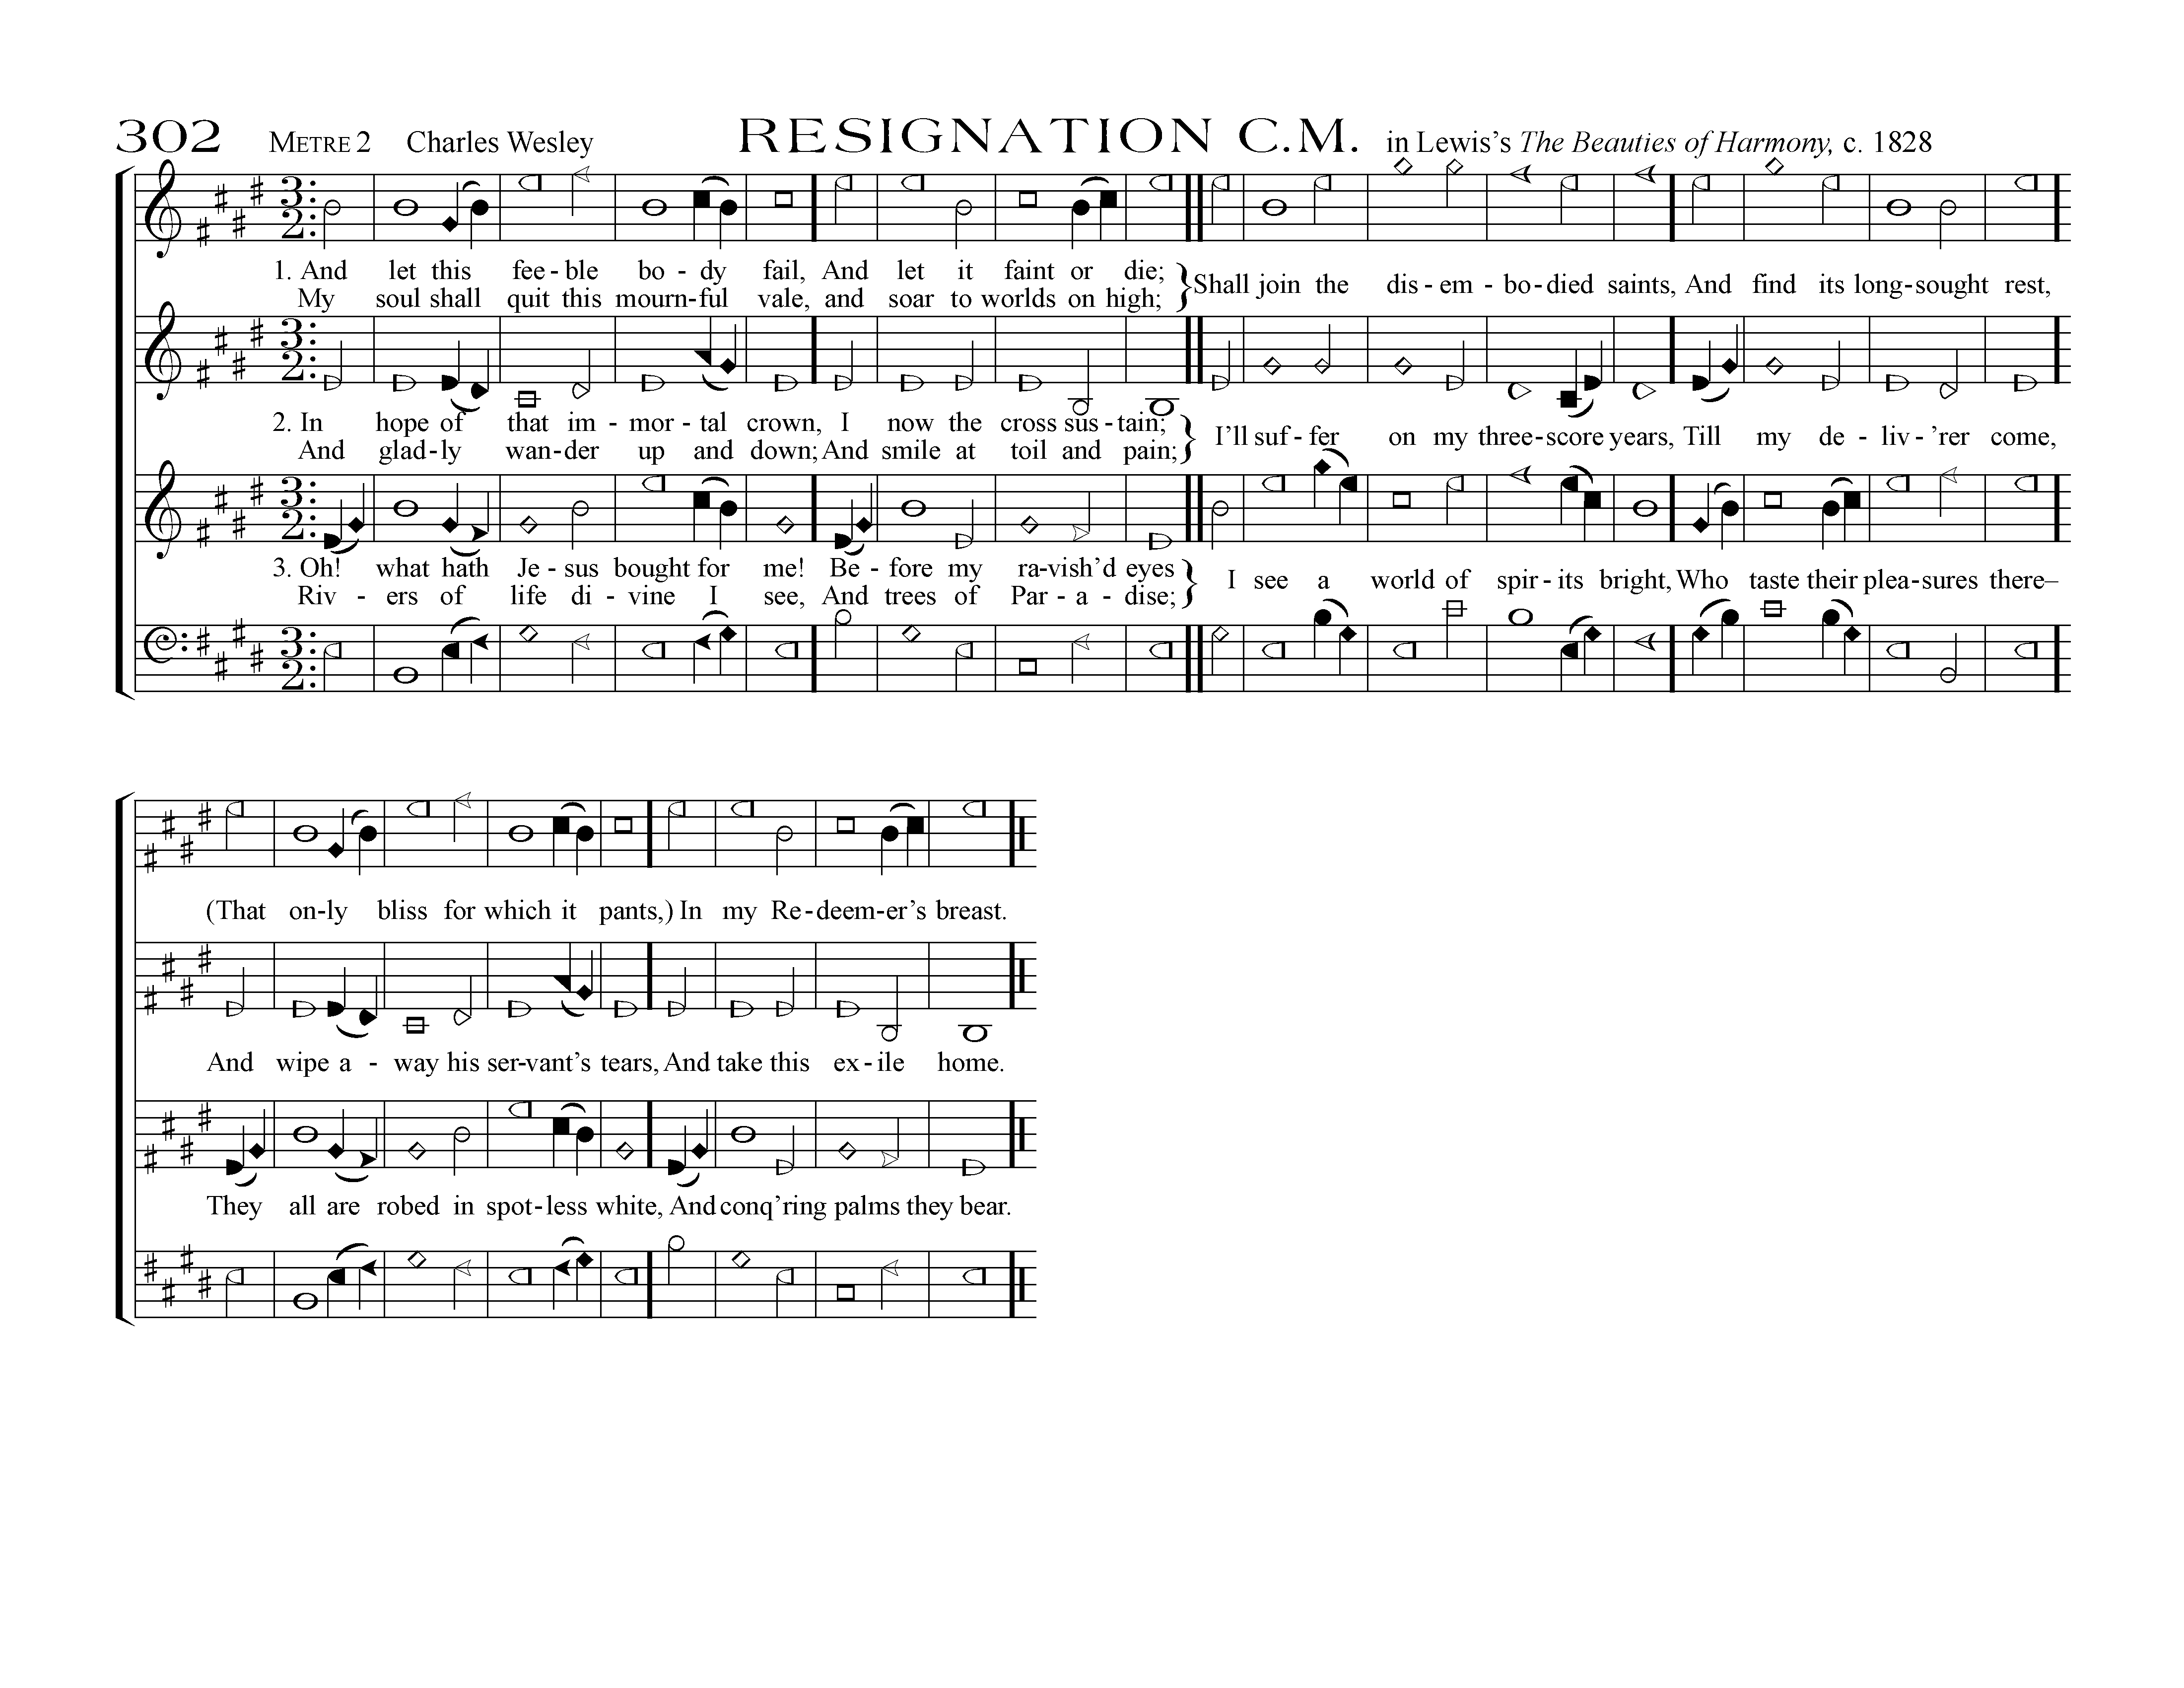 302 METRE 2 Charles Wesley RESIGNATION C.M. in Lewis's The Beauties of Harmony, c. 1828
3: 2:
1. And let this fee - ble bo - dy fail, And let it faint or die; } Shall join the dis - em - bo - died saints, And find its long - sought rest,
My soul shall quit this mourn - ful vale, and soar to worlds on high;
3: 2:
2. In hope of that im - mor - tal crown, I now the cross sus - tain; } I'll suf - fer on my three - score years, Till my de - liv - 'rer come,
And glad - ly wan - der up and down; And smile at toil and pain;
3: 2:
3. Oh! what hath Je - sus bought for me! Be - fore my ra - vish'd eyes } I see a world of spir - its bright, Who taste their plea - sures there–
Riv - ers of life di - vine I see, And trees of Par - a - dise;
3: 2:
(That on - ly bliss for which it pants,) In my Re - deem - er's breast.
And wipe a - way his ser - vant's tears, And take this ex - ile home.
They all are robed in spot - less white, And conq'ring palms they bear.